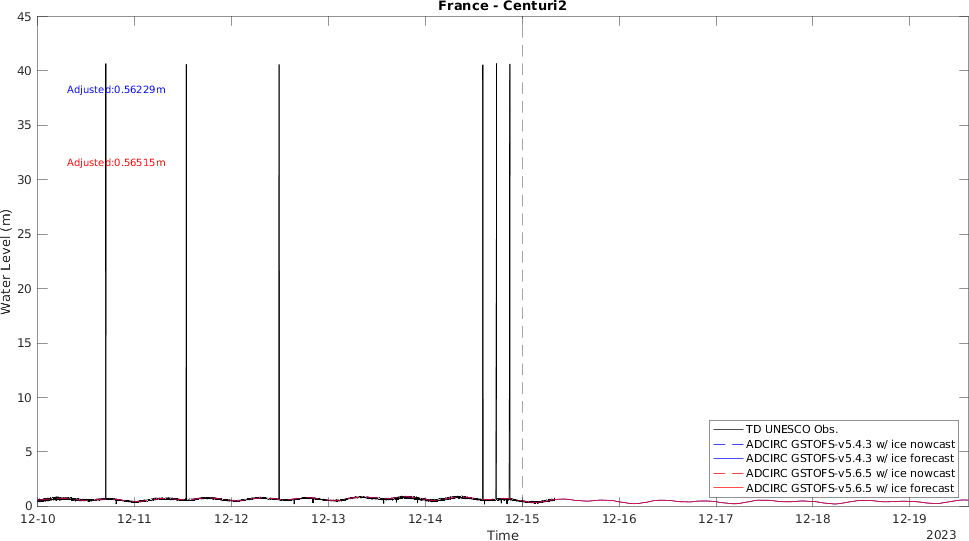 France - Centuri2
45
40
35
30
25
20
15
10
5
0
Water Level (m)
Adjusted:0.56229m
Adjusted:0.56515m
TD UNESCO Obs.
ADCIRC GSTOFS-v5.4.3 w/ ice nowcast
ADCIRC GSTOFS-v5.4.3 w/ ice forecast
ADCIRC GSTOFS-v5.6.5 w/ ice nowcast
ADCIRC GSTOFS-v5.6.5 w/ ice forecast
12-10 12-11 12-12 12-13 12-14 12-15 12-16 12-17 12-18 12-19
Time
2023